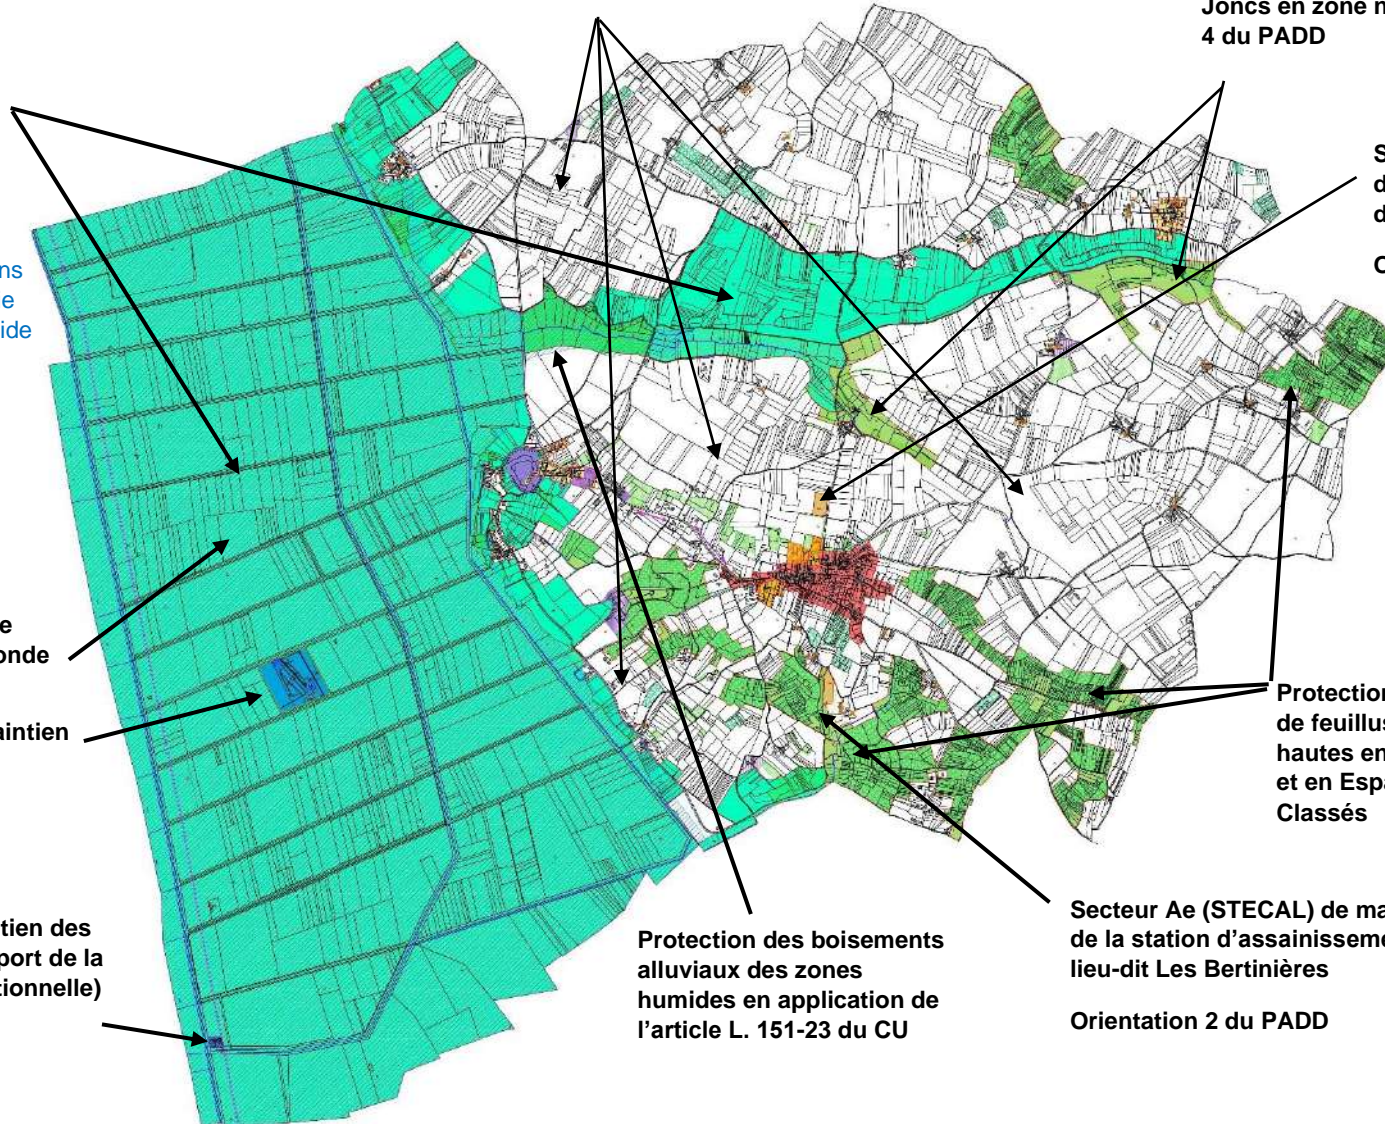 Joncs en zone n
4 du PADD
S
d
d
O
ns
e
ide
e
onde
aintien
Protection
de feuillus
hautes en
et en Espa
Classés
tien des
port de la
tionnelle)
Protection des boisements
alluviaux des zones
humides en application de
l’article L. 151-23 du CU
Secteur Ae (STECAL) de ma
de la station d’assainisseme
lieu-dit Les Bertinières
Orientation 2 du PADD